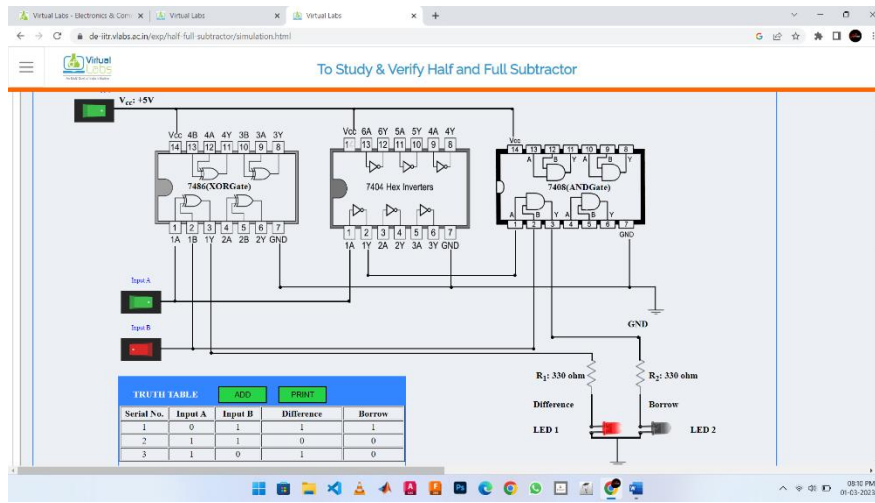 Virtual Labs - Electronics & Com
Virtual Labs
Virtual Labs
de-iitr.vlabs.ac.in/exp/half-full-subtractor/simulation.html
Virtual
Labs
To Study & Verify Half and Full Subtractor
Vcc: +5V
Vcc 4B 4A 4Y 3B 3A 3Y
14 13 12 11 10 9 8
7486(XORGate)
1 2 3 4 5 6 7
1A 1B 1Y 2A 2B 2Y GND
Vcc 6A 6Y 5A 5Y 4A 4Y
13 12 11 10 9 8
7404 Hex Inverters
1 2 3 4 5 6 7
1A 1Y 2A 2Y 3A 3Y GND
Vcc
14 13 12 11 10 9 8
A B Y A B Y
7408(ANDGate)
A B Y A B Y
1 2 3 4 5 6 7
GND
Input A
Input B
GND
R1: 330 ohm
R2: 330 ohm
Difference
Borrow
LED 1
LED 2
TRUTH TABLE
ADD
PRINT
Serial No. Input A Input B Difference Borrow
1 0 1 1 1
2 1 1 0 0
3 1 0 1 0
08:10 PM
01-03-2023